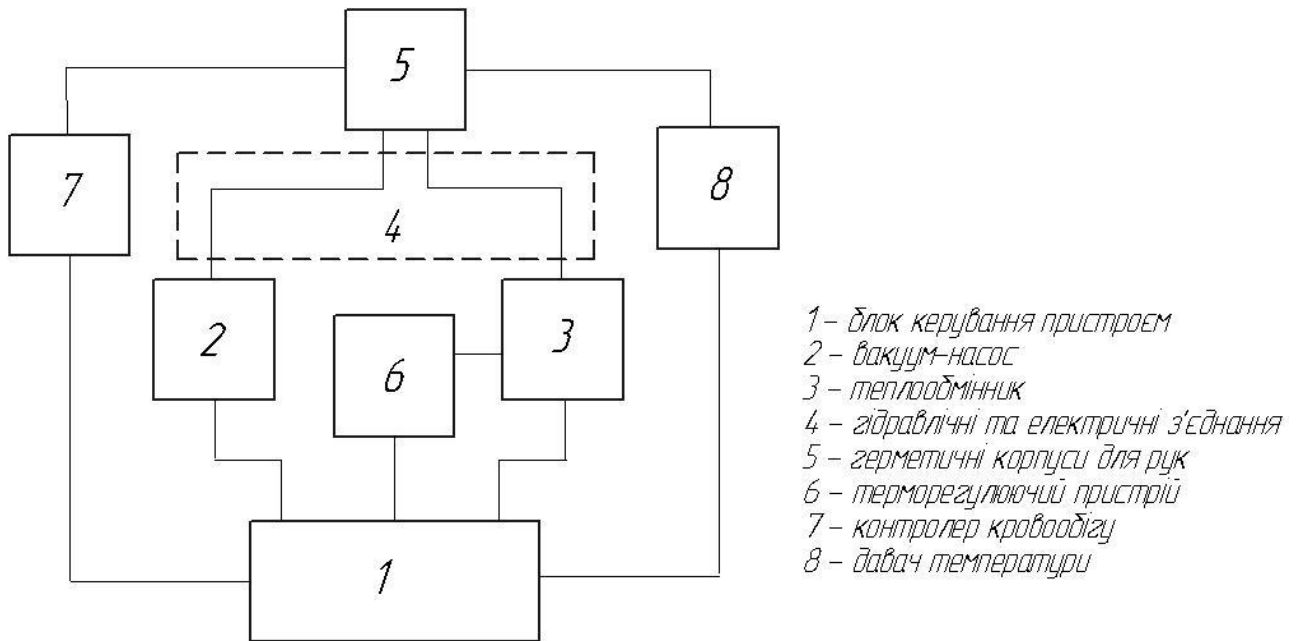 5
7
8
4
2
3
6
1
1 – блок керування пристроєм
2 – вакуум-насос
3 – теплообмінник
4 – гідравлічні та електричні з'єднання
5 – герметичні корпуси для рук
6 – терморегулюючий пристрій
7 – контролер кровообігу
8 – давач температури